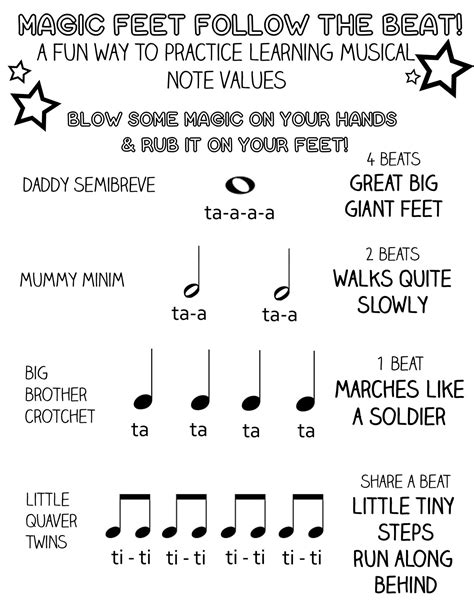 MAGIC FEET FOLLOW THE BEAT!
A FUN WAY TO PRACTICE LEARNING MUSICAL
NOTE VALUES
BLOW SOME MAGIC ON YOUR HANDS
& RUB IT ON YOUR FEET!
DADDY SEMIBREVE
ta-a-a-a
4 BEATS
GREAT BIG
GIANT FEET
MUMMY MINIM
ta-a ta-a
2 BEATS
WALKS QUITE
SLOWLY
BIG
BROTHER
CROTCHET
ta ta ta ta
1 BEAT
MARCHES LIKE
A SOLDIER
LITTLE
QUAVER
TWINS
ti - ti ti - ti ti - ti ti - ti
SHARE A BEAT
LITTLE TINY
STEPS
RUN ALONG
BEHIND